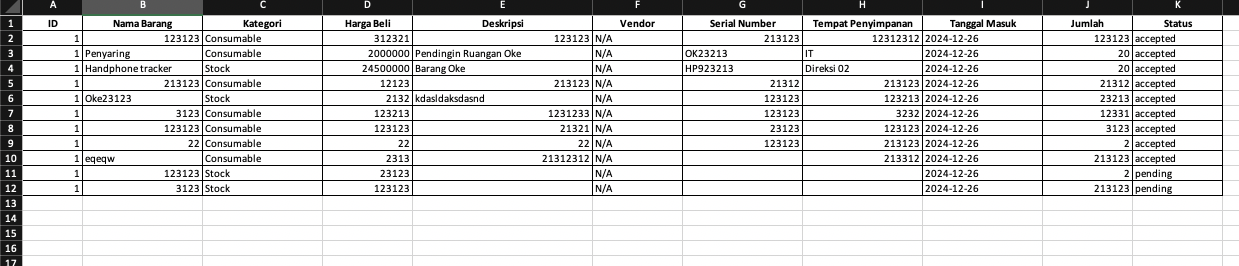 A B C D E F G H I J K
1 ID Nama Barang Kategori Harga Beli Deskripsi Vendor Serial Number Tempat Penyimpanan Tanggal Masuk Jumlah Status
2 1 123123 Consumable 312321 123123 N/A 213123 12312312 2024-12-26 123123 accepted
3 1 Penyaring Consumable 2000000 Pendingin Ruangan Oke N/A OK23213 IT 2024-12-26 20 accepted
4 1 Handphone tracker Stock 24500000 Barang Oke N/A HP923213 Direksi 02 2024-12-26 20 accepted
5 1 213123 Consumable 12123 213123 N/A 21312 213123 2024-12-26 21312 accepted
6 1 Oke23123 Stock 2132 kdasldaksdasnd N/A 123123 123213 2024-12-26 23213 accepted
7 1 3123 Consumable 123213 1231233 N/A 123123 3232 2024-12-26 12331 accepted
8 1 123123 Consumable 123123 21321 N/A 23123 123123 2024-12-26 3123 accepted
9 1 22 Consumable 22 22 N/A 123123 213123 2024-12-26 2 accepted
10 1 eqeqw Consumable 2313 21312312 N/A 213312 2024-12-26 213123 accepted
11 1 123123 Stock 23123 N/A 2024-12-26 2 pending
12 1 3123 Stock 123123 N/A 2024-12-26 213123 pending
13
14
15
16
17